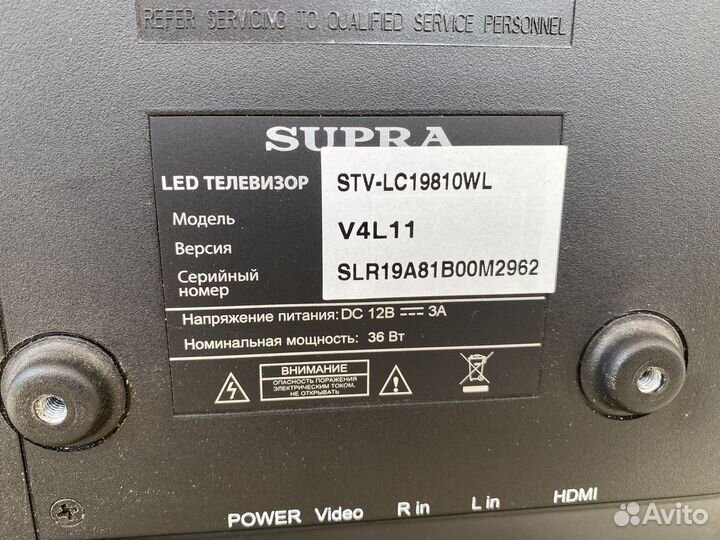 REFER SERVICING TO QUALIFIED SERVICE PERSONNEL
SUPRA
LED ТЕЛЕВИЗОР
STV-LC19810WL
Модель
V4L11
Версия
Серийный
номер
SLR19A81B00M2962
Напряжение питания: DC 12В 3А
Номинальная мощность: 36 Вт
ВНИМАНИЕ
ОПАСНОСТЬ ПОРАЖЕНИЯ
ЭЛЕКТРИЧЕСКИМ ТОКОМ,
НЕ ОТКРЫВАТЬ
POWER Video R in L in HDMI
Avito